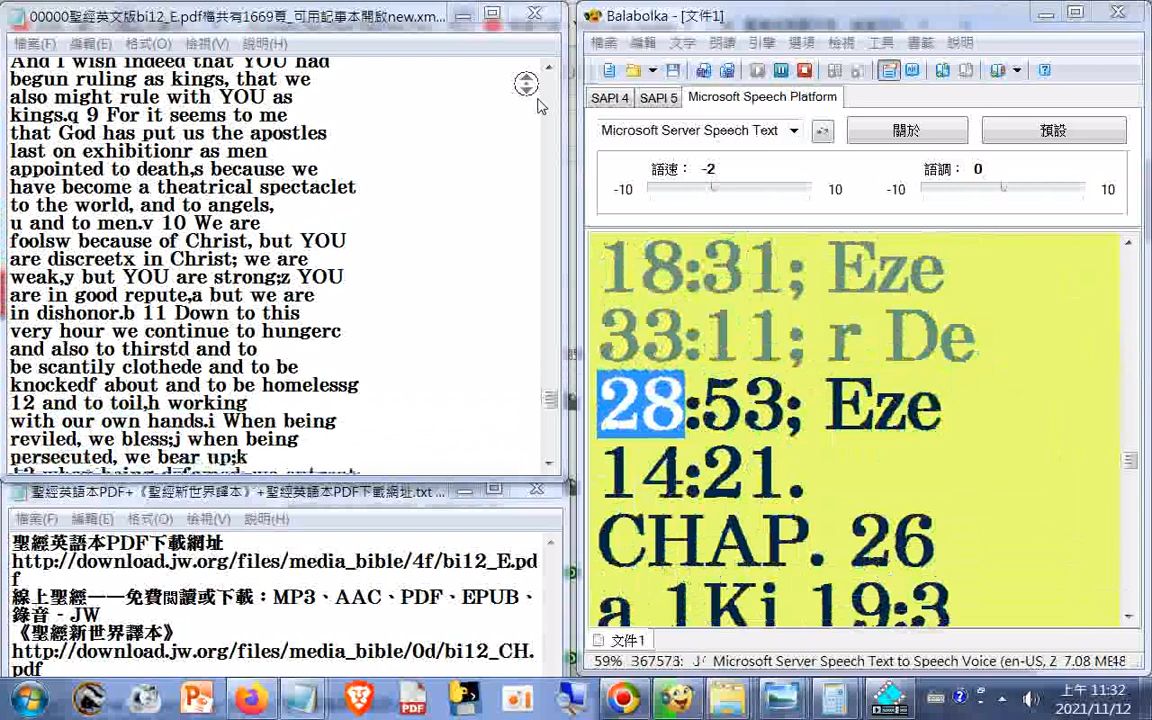 00000聖經英文版bi12_E.pdf檔共有1669頁_可用記事本開啟new.xm...
檔案(F) 編輯(E) 格式(O) 檢視(V) 說明(H)
And I wish indeed that YOU had
begun ruling as kings, that we
also might rule with YOU as
kings.q 9 For it seems to me
that God has put us the apostles
last on exhibitionr as men
appointed to death,s because we
have become a theatrical spectaclet
to the world, and to angels,
u and to men.v 10 We are
foolsw because of Christ, but YOU
are discreetx in Christ; we are
weak,y but YOU are strong;z YOU
are in good repute,a but we are
in dishonor.b 11 Down to this
very hour we continue to hungerc
and also to thirstd and to
be scantily clothede and to be
knockedf about and to be homelessg
12 and to toil,h working
with our own hands.i When being
reviled, we bless;j when being
persecuted, we bear up;k
聖經英語本PDF+《聖經新世界譯本》+聖經英語本PDF下載網址.txt ...
檔案(F) 編輯(E) 格式(O) 檢視(V) 說明(H)
聖經英語本PDF下載網址
http://download.jw.org/files/media_bible/4f/bi12_E.pd
f
線上聖經──免費閱讀或下載：MP3、AAC、PDF、EPUB、
錄音 - JW
《聖經新世界譯本》
http://download.jw.org/files/media_bible/0d/bi12_CH.
pdf
Balabolka - [文件1]
檔案 編輯 文字 朗讀 引擎 選項 檢視 工具 書籤 說明
SAPI 4 SAPI 5 Microsoft Speech Platform
Microsoft Server Speech Text 關於 預設
語速： -2 語調： 0
-10 10 -10 10
18:31; Eze
33:11; r De
28:53; Eze
14:21.
CHAP. 26
a 1Ki 19:3
文件1
59% 367573: Microsoft Server Speech Text to Speech Voice (en-US, Z 7.08 MB
上午 11:32
2021/11/12